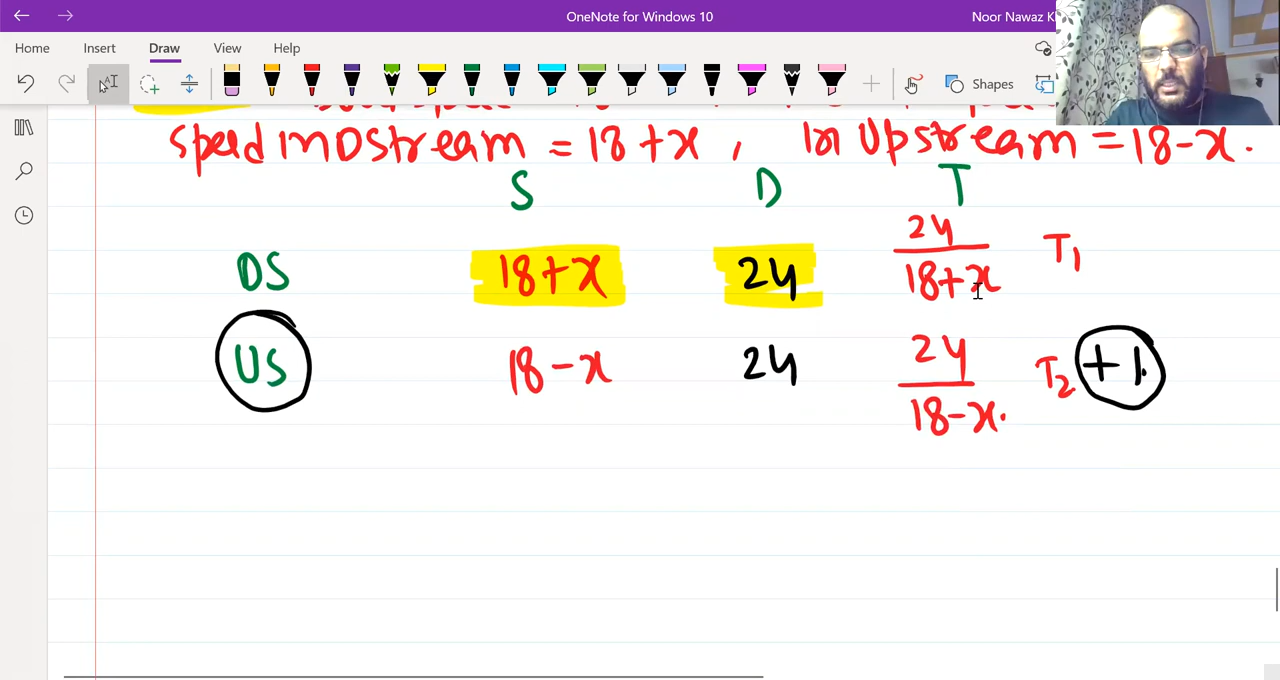 OneNote for Windows 10
Noor Nawaz K
Home Insert Draw View Help
Shapes
speed in Dstream = 18+x , in Upstream = 18-x.
S D T
DS 18+x 24 24/18+x T1
US 18-x 24 24/18-x. T2 +1.